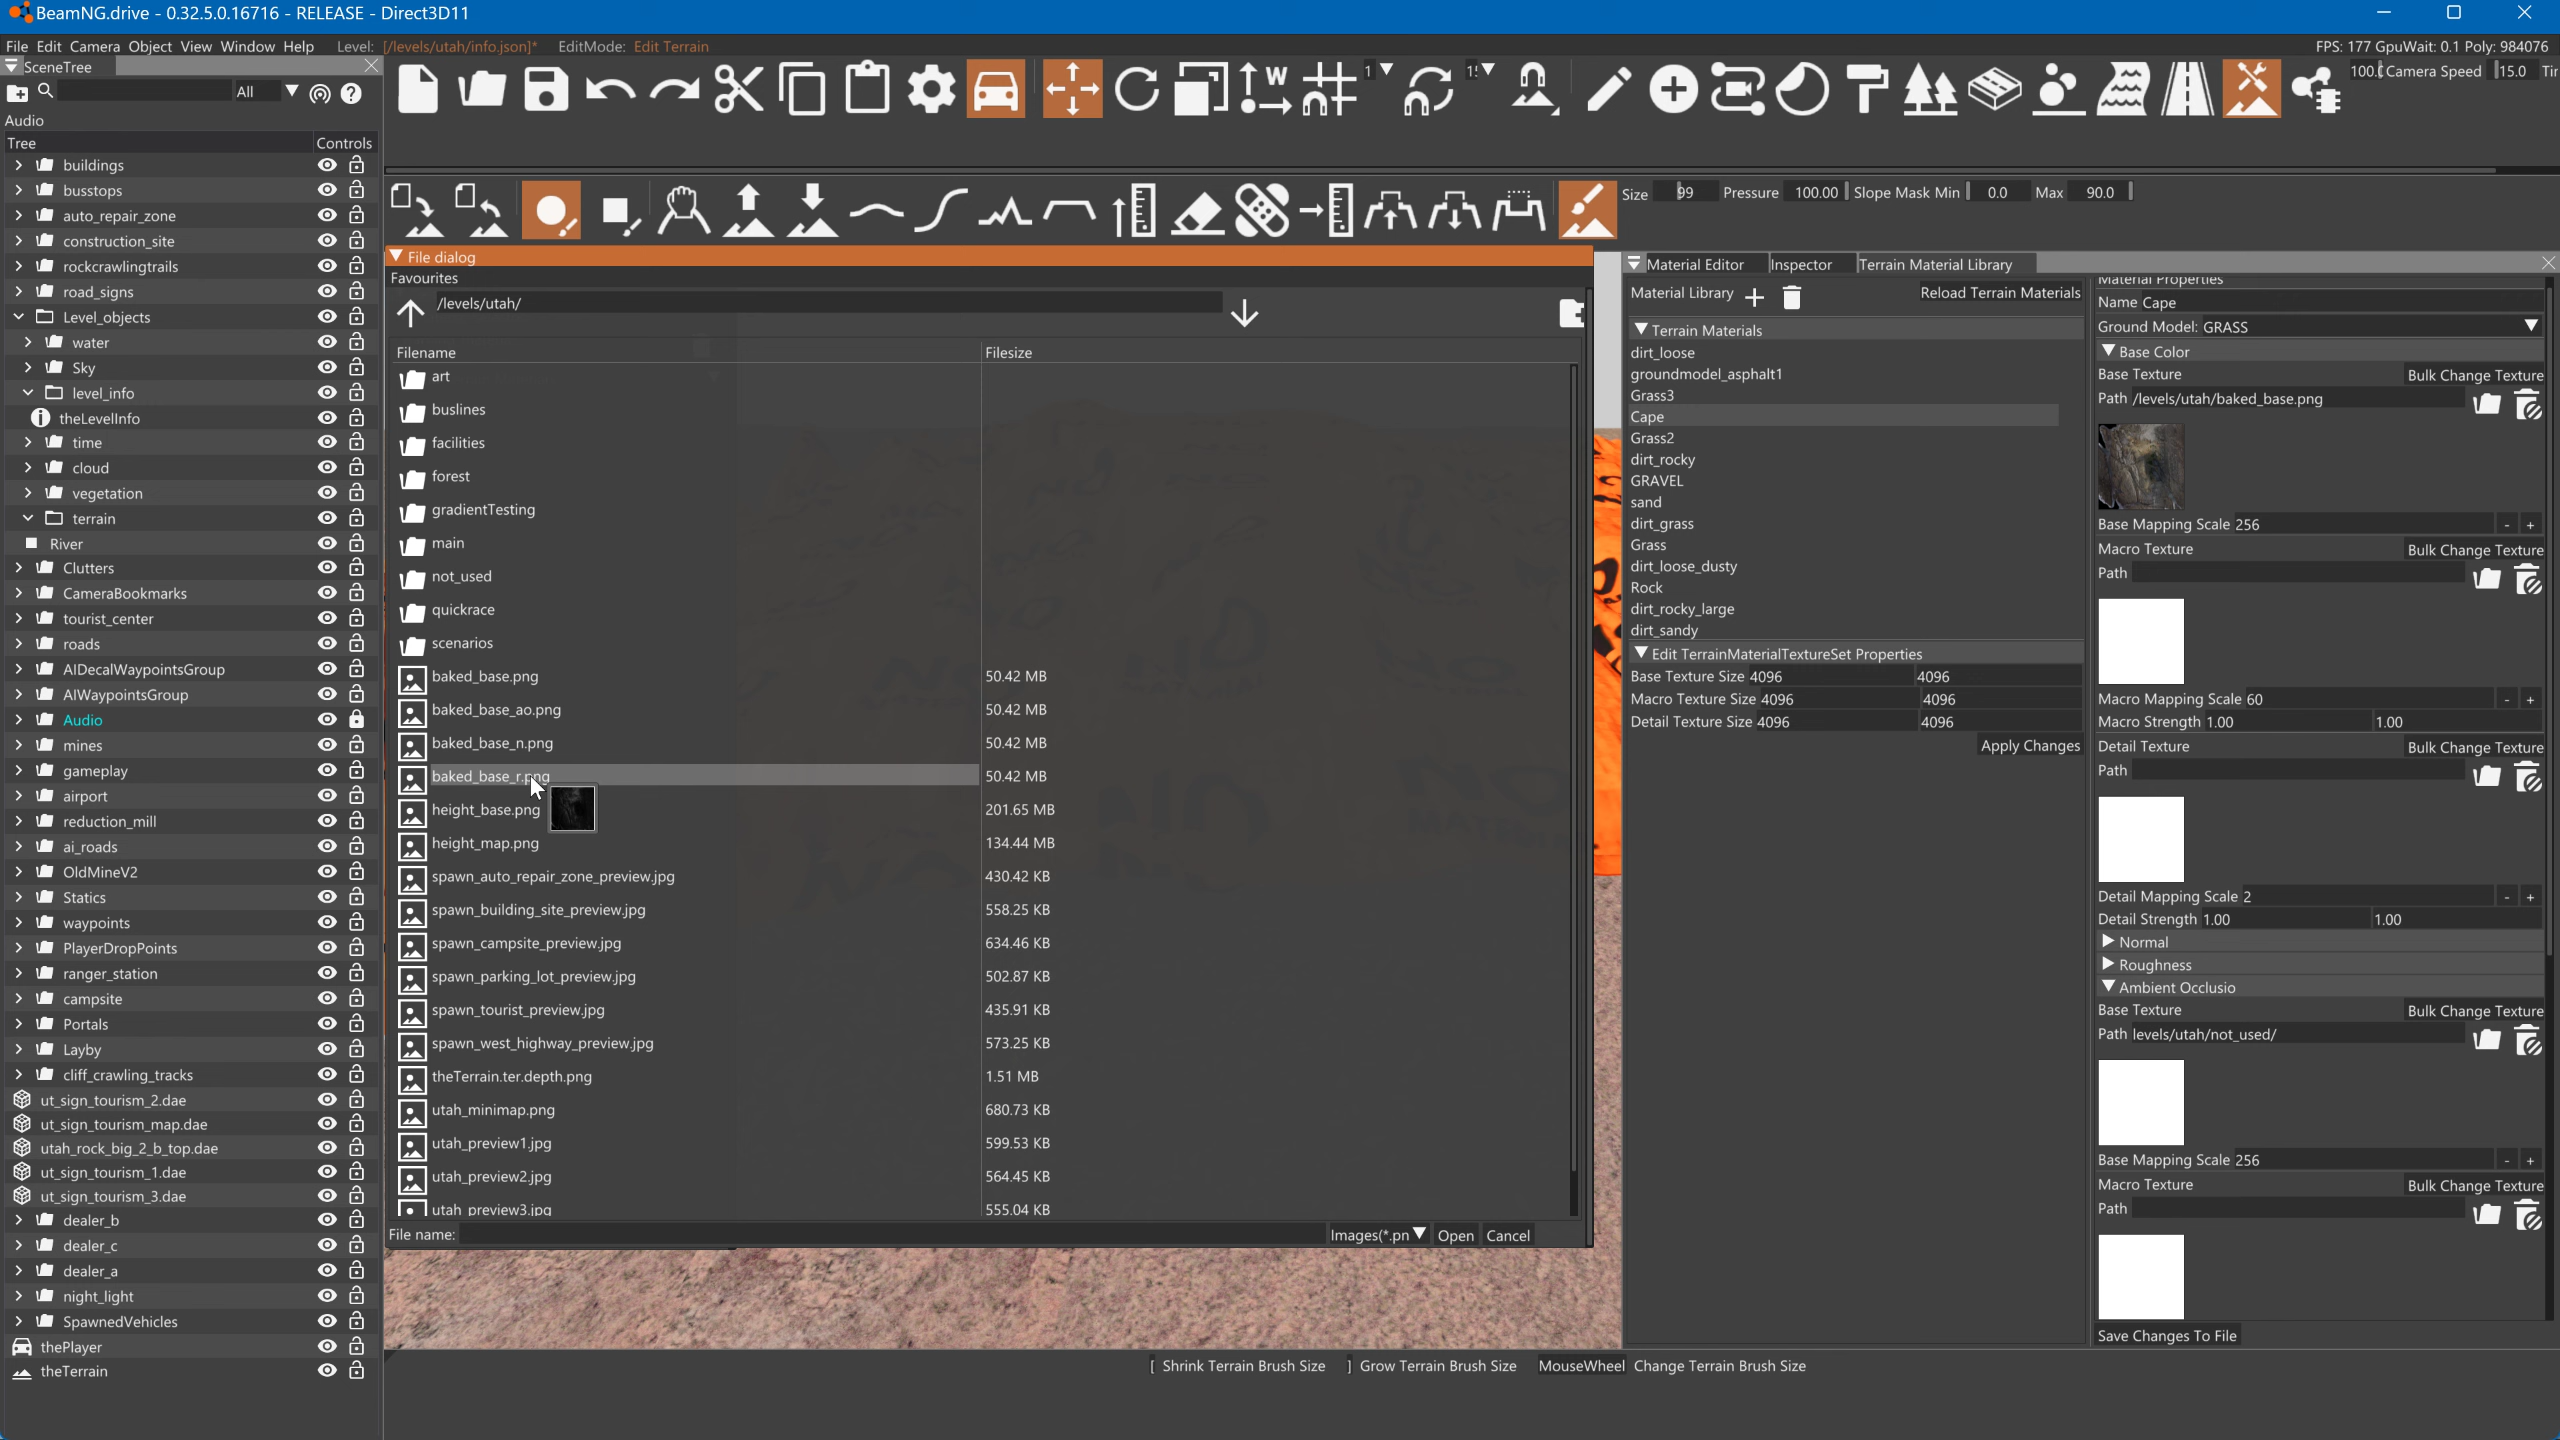 BeamNG.drive - 0.32.5.0.16716 - RELEASE - Direct3D11
File Edit Camera Object View Window Help Level: [/levels/utah/info.json]* EditMode: Edit Terrain FPS: 177 GpuWait: 0.1 Poly: 984076
SceneTree
All
Audio
Tree Controls
buildings
busstops
auto_repair_zone
construction_site
rockcrawlingtrails
road_signs
Level_objects
water
Sky
level_info
theLevelInfo
time
cloud
vegetation
terrain
River
Clutters
CameraBookmarks
tourist_center
roads
AIDecalWaypointsGroup
AIWaypointsGroup
Audio
mines
gameplay
airport
reduction_mill
ai_roads
OldMineV2
Statics
waypoints
PlayerDropPoints
ranger_station
campsite
Portals
Layby
cliff_crawling_tracks
ut_sign_tourism_2.dae
ut_sign_tourism_map.dae
utah_rock_big_2_b_top.dae
ut_sign_tourism_1.dae
ut_sign_tourism_3.dae
dealer_b
dealer_c
dealer_a
night_light
SpawnedVehicles
thePlayer
theTerrain
W
1
Camera Speed 15.0
Size 99 Pressure 100.00 Slope Mask Min 0.0 Max 90.0
File dialog
Favourites
/levels/utah/
Filename Filesize
art
buslines
facilities
forest
gradientTesting
main
not_used
quickrace
scenarios
baked_base.png 50.42 MB
baked_base_ao.png 50.42 MB
baked_base_n.png 50.42 MB
baked_base_r.png 50.42 MB
height_base.png 201.65 MB
height_map.png 134.44 MB
spawn_auto_repair_zone_preview.jpg 430.42 KB
spawn_building_site_preview.jpg 558.25 KB
spawn_campsite_preview.jpg 634.46 KB
spawn_parking_lot_preview.jpg 502.87 KB
spawn_tourist_preview.jpg 435.91 KB
spawn_west_highway_preview.jpg 573.25 KB
theTerrain.ter.depth.png 1.51 MB
utah_minimap.png 680.73 KB
utah_preview1.jpg 599.53 KB
utah_preview2.jpg 564.45 KB
utah_preview3.jpg 555.04 KB
File name: Images(*.pn Open Cancel
Material Editor Inspector Terrain Material Library
Material Library Reload Terrain Materials
Terrain Materials
dirt_loose
groundmodel_asphalt1
Grass3
Cape
Grass2
dirt_rocky
GRAVEL
sand
dirt_grass
Grass
dirt_loose_dusty
Rock
dirt_rocky_large
dirt_sandy
Edit TerrainMaterialTextureSet Properties
Base Texture Size 4096 4096
Macro Texture Size 4096 4096
Detail Texture Size 4096 4096
Apply Changes
Material Properties
Name Cape
Ground Model: GRASS
Base Color
Base Texture Bulk Change Texture
Path /levels/utah/baked_base.png
Base Mapping Scale 256 - +
Macro Texture Bulk Change Texture
Path
Macro Mapping Scale 60 - +
Macro Strength 1.00 1.00
Detail Texture Bulk Change Texture
Path
Detail Mapping Scale 2 - +
Detail Strength 1.00 1.00
Normal
Roughness
Ambient Occlusio
Base Texture Bulk Change Texture
Path levels/utah/not_used/
Base Mapping Scale 256 - +
Macro Texture Bulk Change Texture
Path
Save Changes To File
[ Shrink Terrain Brush Size ] Grow Terrain Brush Size MouseWheel Change Terrain Brush Size